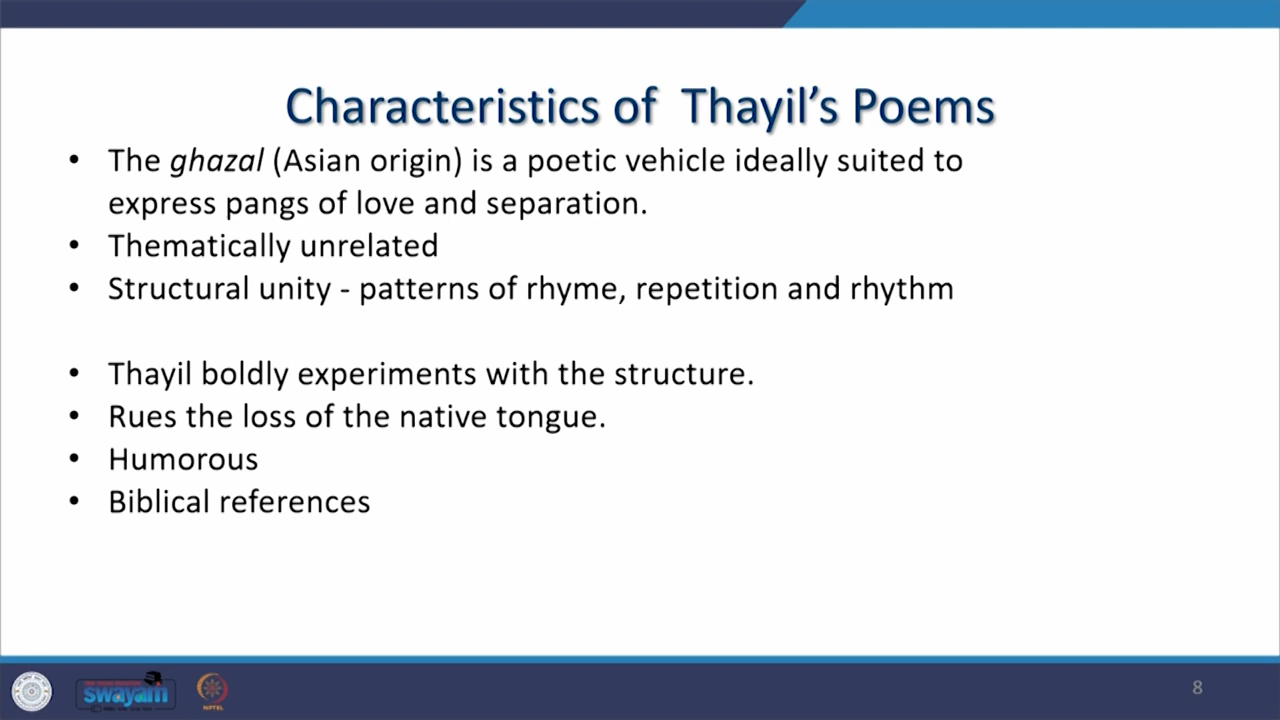 Characteristics of Thayil's Poems
• The ghazal (Asian origin) is a poetic vehicle ideally suited to
express pangs of love and separation.
• Thematically unrelated
• Structural unity - patterns of rhyme, repetition and rhythm
• Thayil boldly experiments with the structure.
• Rues the loss of the native tongue.
• Humorous
• Biblical references
swayam
NPTEL
8